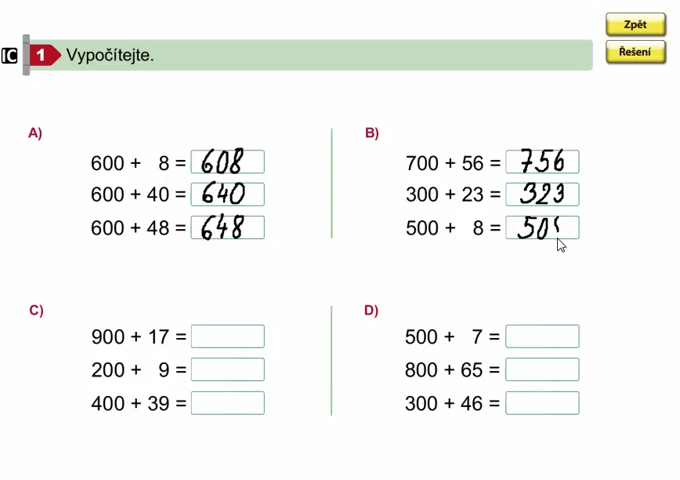 Zpět
1 Vypočítejte.
Řešení
A)
600 + 8 = 608
600 + 40 = 640
600 + 48 = 648
B)
700 + 56 = 756
300 + 23 = 323
500 + 8 = 50
C)
900 + 17 =
200 + 9 =
400 + 39 =
D)
500 + 7 =
800 + 65 =
300 + 46 =